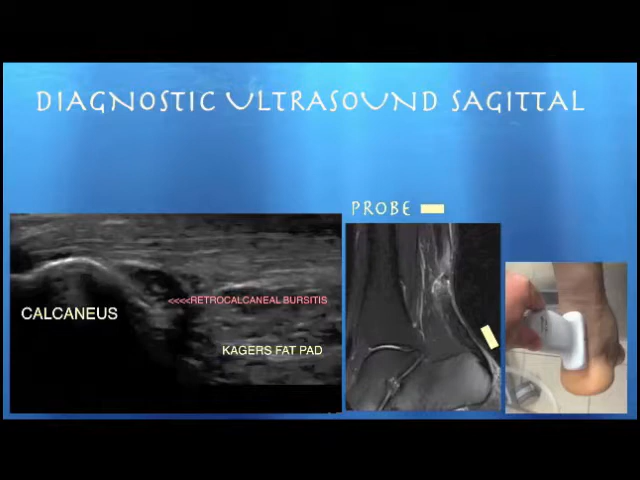 DIAGNOSTIC ULTRASOUND SAGITTAL
PROBE
<<<<RETROCALCANEAL BURSITIS
CALCANEUS
KAGERS FAT PAD